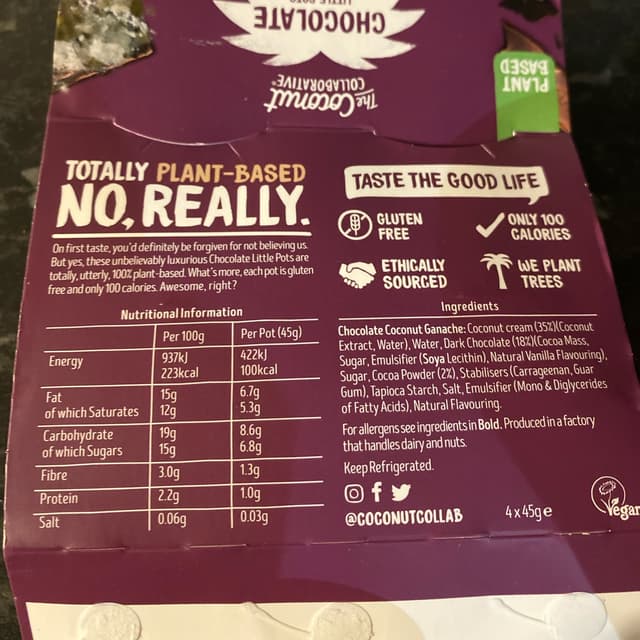 LITTLE POTS
CHOCOLATE
The Coconut
COLLABORATIVE
PLANT
BASED
TOTALLY PLANT-BASED
NO, REALLY.
On first taste, you'd definitely be forgiven for not believing us.
But yes, these unbelievably luxurious Chocolate Little Pots are
totally, utterly, 100% plant-based. What's more, each pot is gluten
free and only 100 calories. Awesome, right?
Nutritional Information
Per 100g Per Pot (45g)
Energy 937kJ 422kJ
223kcal 100kcal
Fat 15g 6.7g
of which Saturates 12g 5.3g
Carbohydrate 19g 8.6g
of which Sugars 15g 6.8g
Fibre 3.0g 1.3g
Protein 2.2g 1.0g
Salt 0.06g 0.03g
TASTE THE GOOD LIFE
GLUTEN
FREE
ONLY 100
CALORIES
ETHICALLY
SOURCED
WE PLANT
TREES
Ingredients
Chocolate Coconut Ganache: Coconut cream (35%)(Coconut
Extract, Water), Water, Dark Chocolate (18%)(Cocoa Mass,
Sugar, Emulsifier (Soya Lecithin), Natural Vanilla Flavouring),
Sugar, Cocoa Powder (2%), Stabilisers (Carrageenan, Guar
Gum), Tapioca Starch, Salt, Emulsifier (Mono & Diglycerides
of Fatty Acids), Natural Flavouring.
For allergens see ingredients in Bold. Produced in a factory
that handles dairy and nuts.
Keep Refrigerated.
@COCONUTCOLLAB
4 x 45g e
Vegan